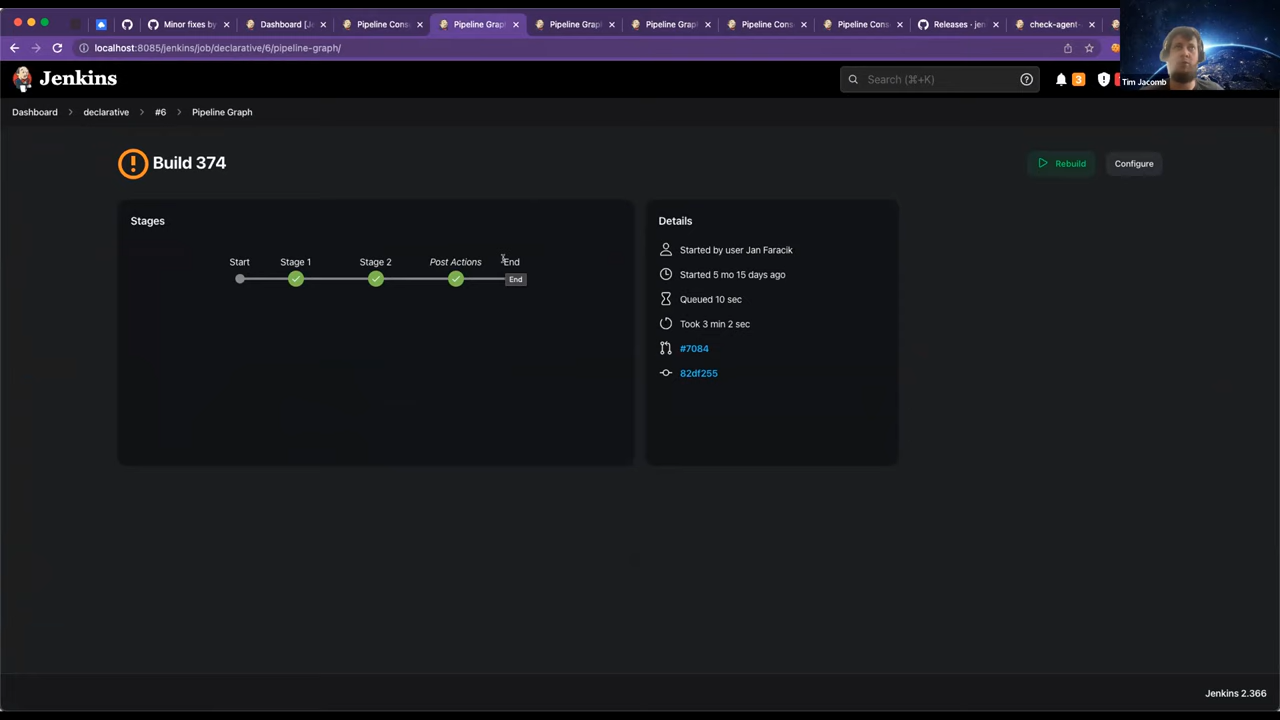 Minor fixes by
Dashboard [J
Pipeline Cons
Pipeline Grap
Pipeline Grap
Pipeline Grap
Pipeline Cons
Pipeline Cons
Releases · jen
check-agent-
localhost:8085/jenkins/job/declarative/6/pipeline-graph/
Jenkins
Search (⌘+K)
3
Tim Jacomb
Dashboard
declarative
#6
Pipeline Graph
Build 374
Rebuild
Configure
Stages
Start
Stage 1
Stage 2
Post Actions
End
End
Details
Started by user Jan Faracik
Started 5 mo 15 days ago
Queued 10 sec
Took 3 min 2 sec
#7084
82df255
Jenkins 2.366